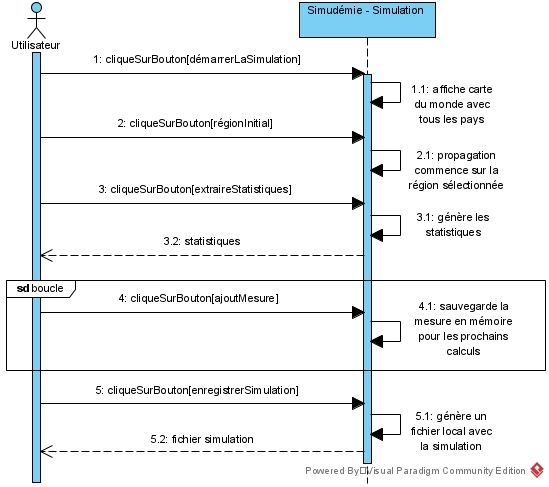 Simudémie - Simulation
Utilisateur
1: cliqueSurBouton[démarrerLaSimulation]
1.1: affiche carte
du monde avec
tous les pays
2: cliqueSurBouton[régionInitial]
2.1: propagation
commence sur la
région sélectionnée
3: cliqueSurBouton[extraireStatistiques]
3.1: génère les
statistiques
3.2: statistiques
sd boucle
4: cliqueSurBouton[ajoutMesure]
4.1: sauvegarde la
mesure en mémoire
pour les prochains
calculs
5: cliqueSurBouton[enregistrerSimulation]
5.1: génère un
fichier local avec
la simulation
5.2: fichier simulation
Powered By Visual Paradigm Community Edition